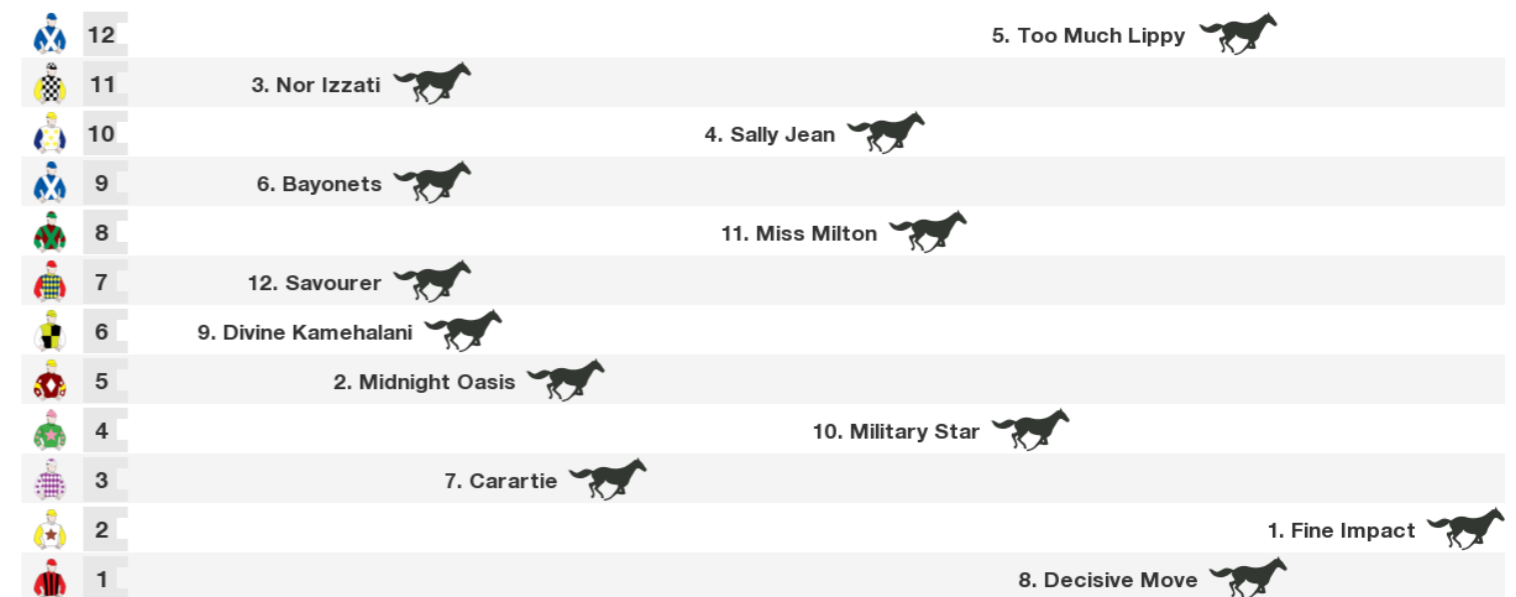 12 5. Too Much Lippy
11 3. Nor Izzati
10 4. Sally Jean
9 6. Bayonets
8 11. Miss Milton
7 12. Savourer
6 9. Divine Kamehalani
5 2. Midnight Oasis
4 10. Military Star
3 7. Carartie
2 1. Fine Impact
1 8. Decisive Move